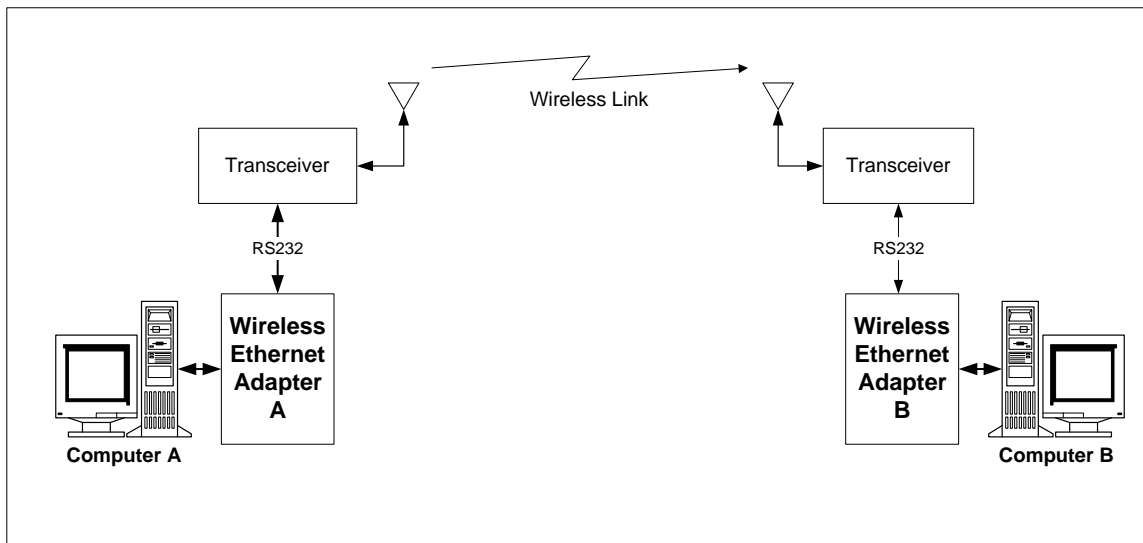 Wireless Link
Transceiver
Transceiver
RS232
RS232
Wireless
Ethernet
Adapter
A
Wireless
Ethernet
Adapter
B
Computer A
Computer B